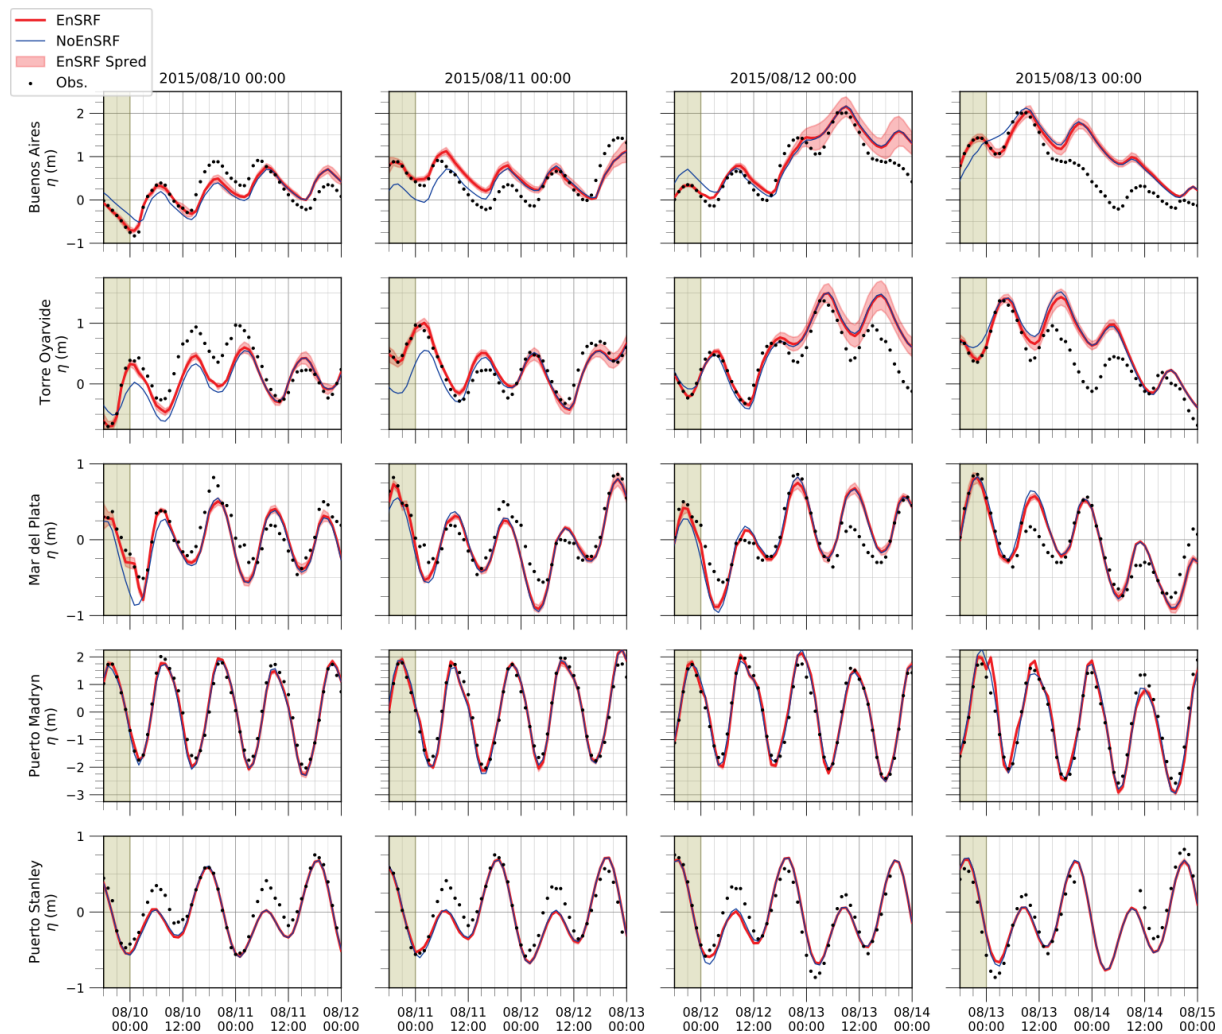 EnSRF
NoEnSRF
EnSRF Spred
Obs.
2015/08/10 00:00
2015/08/11 00:00
2015/08/12 00:00
2015/08/13 00:00
Buenos Aires
η (m)
2
1
0
−1
Torre Oyarvide
η (m)
1
0
Mar del Plata
η (m)
1
0
−1
Puerto Madryn
η (m)
2
1
0
−1
−2
−3
Puerto Stanley
η (m)
1
0
−1
08/10 08/10 08/11 08/11 08/12
00:00 12:00 00:00 12:00 00:00
08/11 08/11 08/12 08/12 08/13
00:00 12:00 00:00 12:00 00:00
08/12 08/12 08/13 08/13 08/14
00:00 12:00 00:00 12:00 00:00
08/13 08/13 08/14 08/14 08/15
00:00 12:00 00:00 12:00 00:00